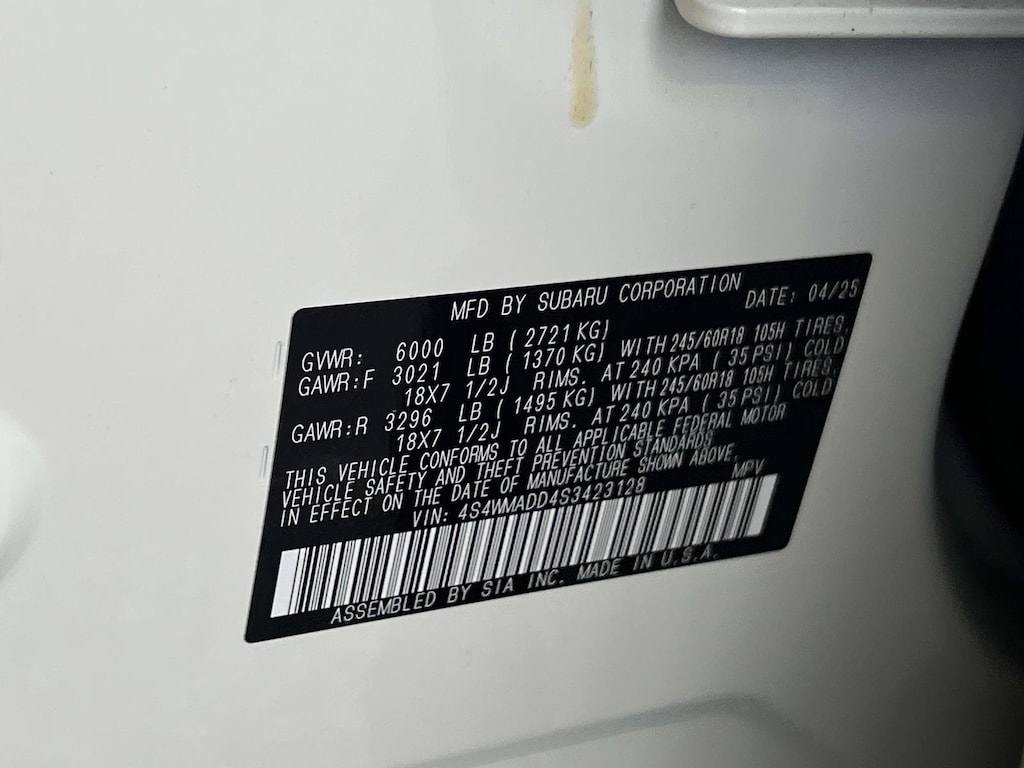 MFD BY SUBARU CORPORATION DATE: 04/25
GVWR: 6000 LB ( 2721 KG)
GAWR:F 3021 LB ( 1370 KG) WITH 245/60R18 105H TIRES,
18X7 1/2J RIMS. AT 240 KPA ( 35 PSI) COLD
GAWR:R 3296 LB ( 1495 KG) WITH 245/60R18 105H TIRES,
18X7 1/2J RIMS. AT 240 KPA ( 35 PSI) COLD
THIS VEHICLE CONFORMS TO ALL APPLICABLE FEDERAL MOTOR
VEHICLE SAFETY AND THEFT PREVENTION STANDARDS
IN EFFECT ON THE DATE OF MANUFACTURE SHOWN ABOVE.
VIN: 4S4WMADD4S3423128 MPV
ASSEMBLED BY SIA INC. MADE IN U.S.A.